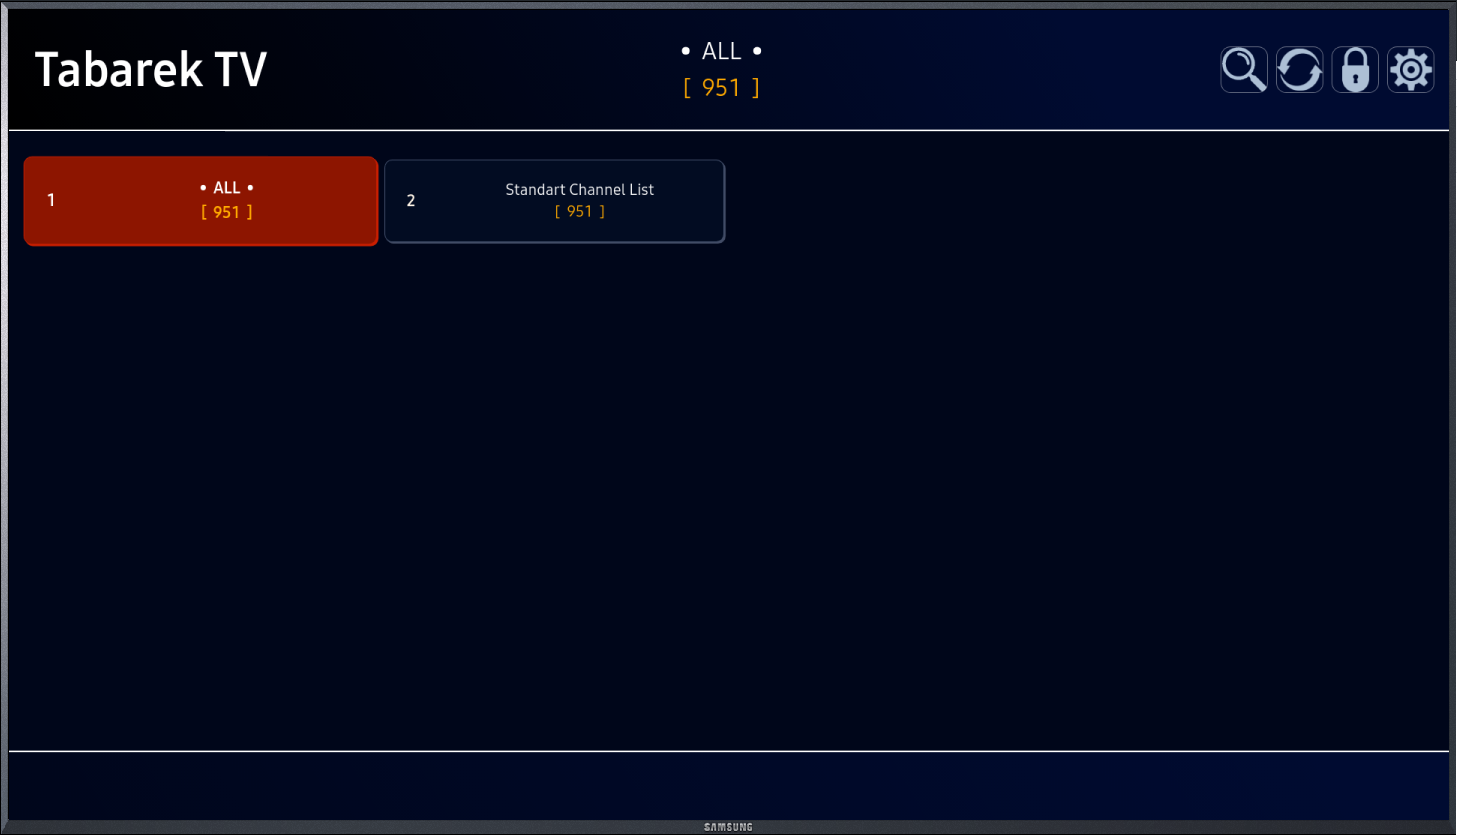 Tabarek TV
• ALL •
[ 951 ]
1
• ALL •
[ 951 ]
2
Standart Channel List
[ 951 ]
SAMSUNG